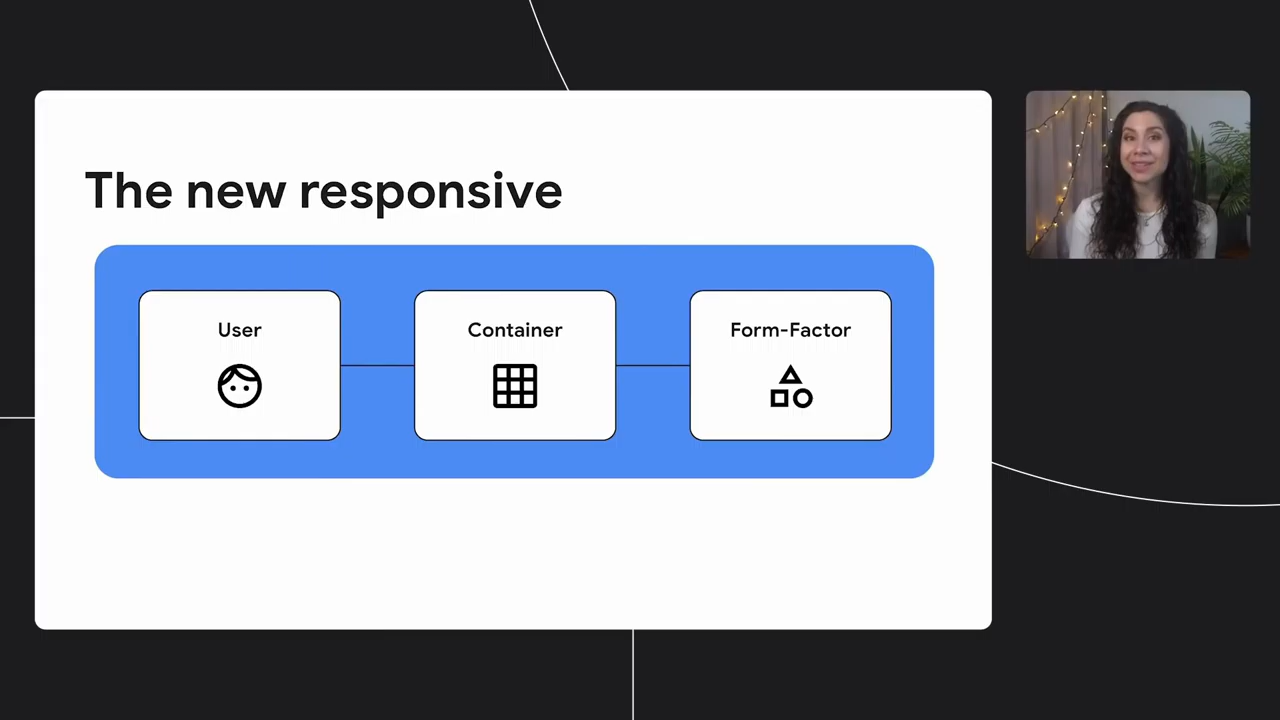 The new responsive
User
Container
Form-Factor